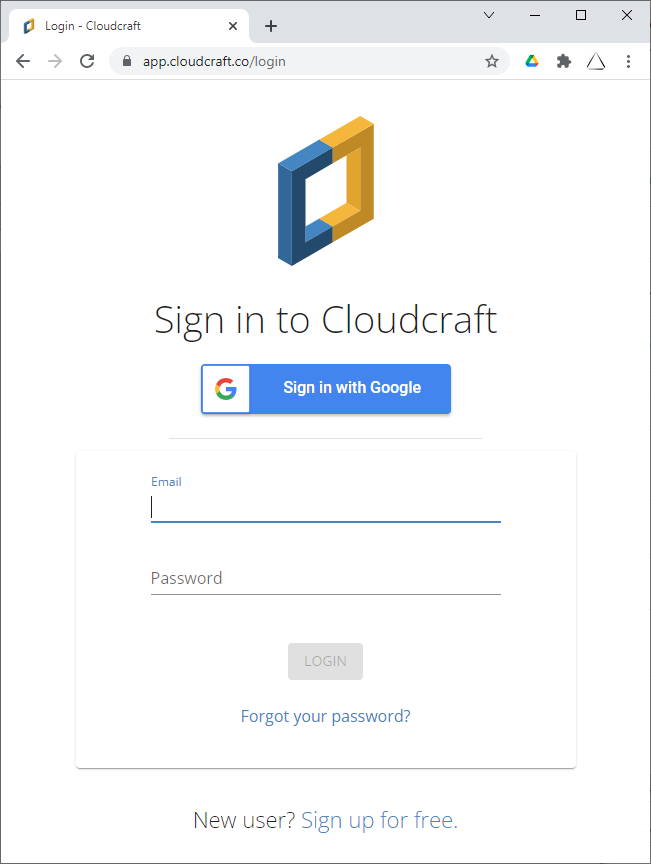 Login - Cloudcraft
app.cloudcraft.co/login
Sign in to Cloudcraft
Sign in with Google
Email
Password
LOGIN
Forgot your password?
New user? Sign up for free.